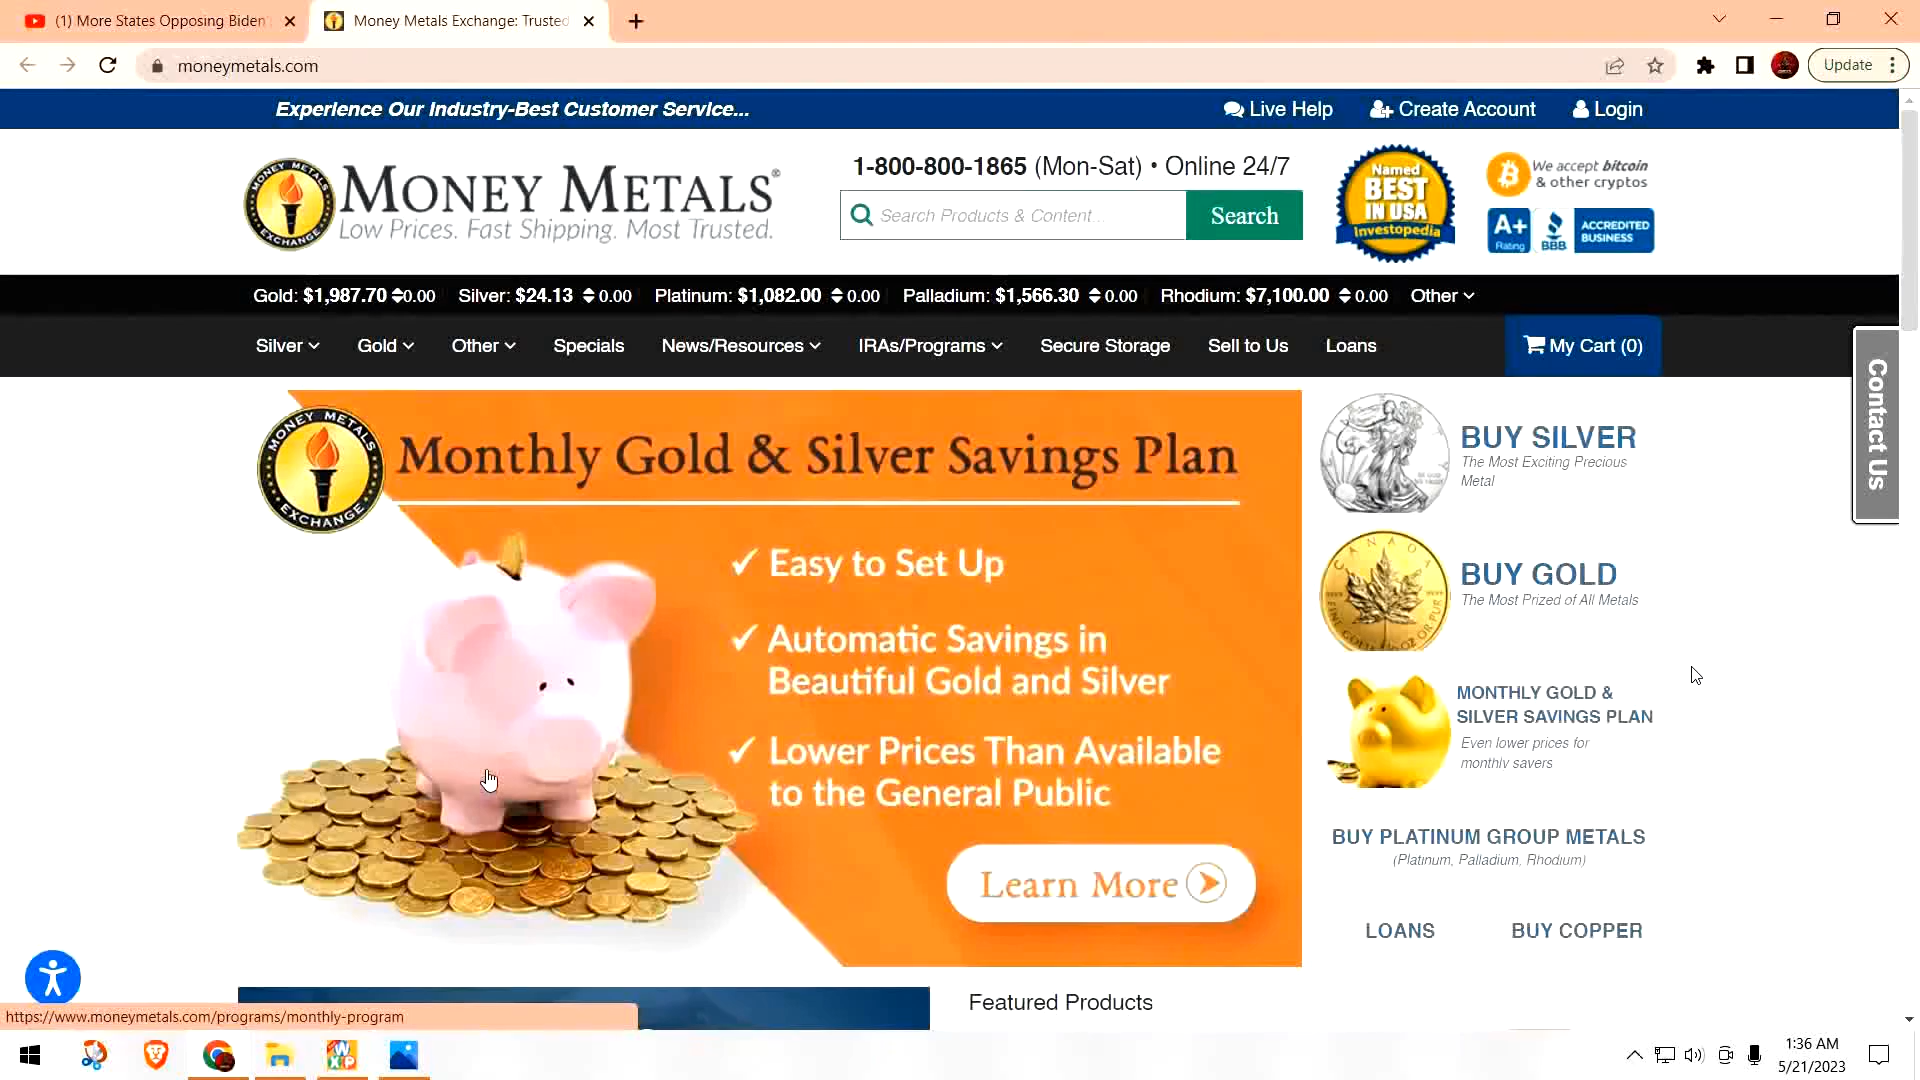 (1) More States Opposing Biden'
Money Metals Exchange: Trusted
moneymetals.com
Update
Experience Our Industry-Best Customer Service...
Live Help
Create Account
Login
MONEY METALS EXCHANGE
MONEY METALS®
Low Prices. Fast Shipping. Most Trusted.
1-800-800-1865 (Mon-Sat) • Online 24/7
Search Products & Content...
Search
Named
BEST
IN USA
Investopedia
We accept bitcoin
& other cryptos
A+
Rating
BBB
ACCREDITED
BUSINESS
Gold: $1,987.70 0.00 Silver: $24.13 0.00 Platinum: $1,082.00 0.00 Palladium: $1,566.30 0.00 Rhodium: $7,100.00 0.00 Other
Silver Gold Other Specials News/Resources IRAs/Programs Secure Storage Sell to Us Loans
My Cart (0)
Contact Us
MONEY METALS EXCHANGE
Monthly Gold & Silver Savings Plan
✓ Easy to Set Up
✓ Automatic Savings in
Beautiful Gold and Silver
✓ Lower Prices Than Available
to the General Public
Learn More
BUY SILVER
The Most Exciting Precious
Metal
CANADA
BUY GOLD
The Most Prized of All Metals
MONTHLY GOLD &
SILVER SAVINGS PLAN
Even lower prices for
monthly savers
BUY PLATINUM GROUP METALS
(Platinum, Palladium, Rhodium)
LOANS
BUY COPPER
Featured Products
https://www.moneymetals.com/programs/monthly-program
1:36 AM
5/21/2023